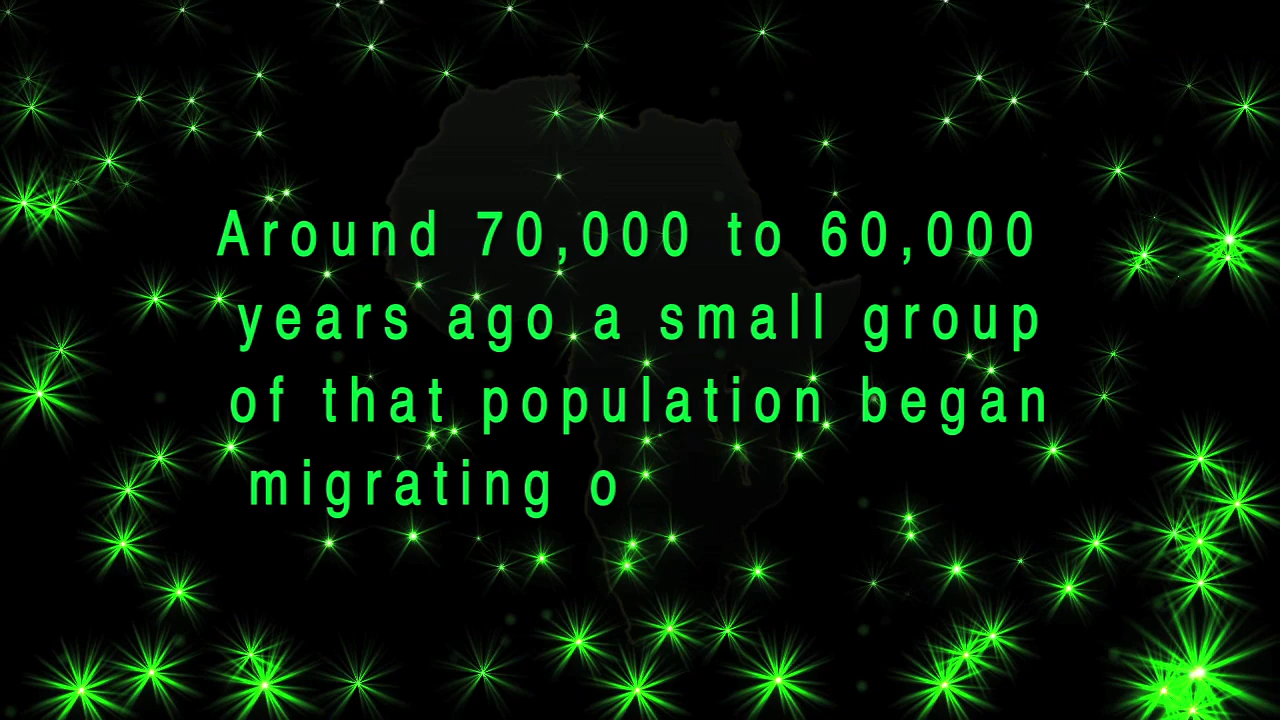 Around 70,000 to 60,000
years ago a small group
of that population began
migrating o